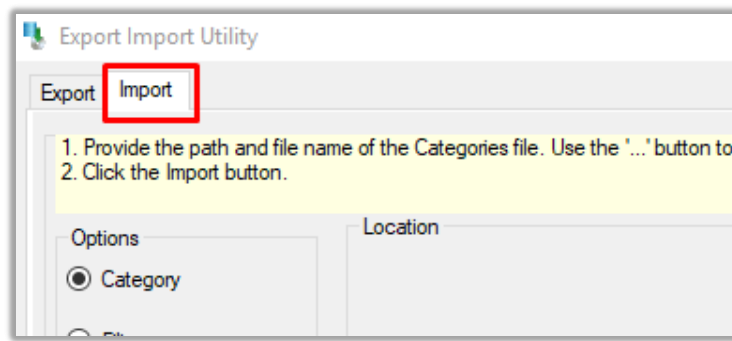 Export Import Utility
Export Import
1. Provide the path and file name of the Categories file. Use the '...' button to
2. Click the Import button.
Options
Location
Category